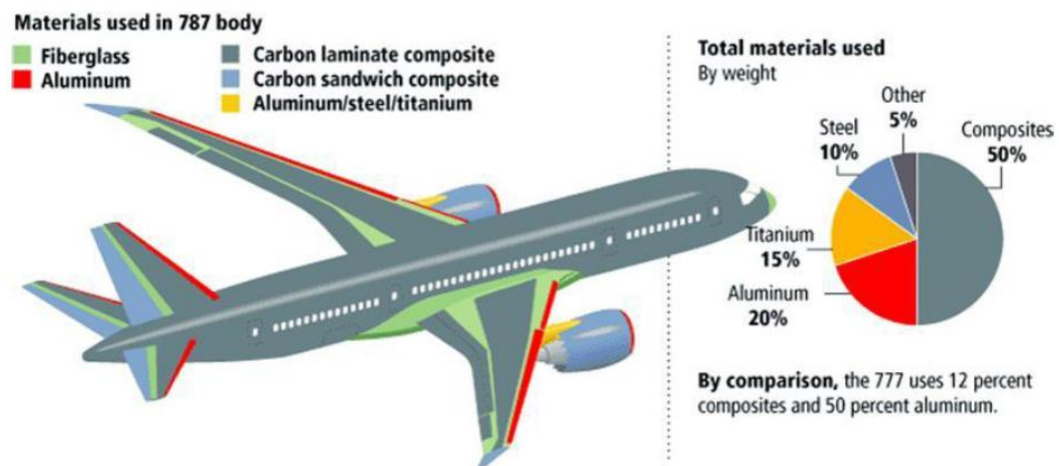 Materials used in 787 body
Fiberglass
Aluminum
Carbon laminate composite
Carbon sandwich composite
Aluminum/steel/titanium
Total materials used
By weight
Other
5%
Steel
10%
Composites
50%
Titanium
15%
Aluminum
20%
By comparison, the 777 uses 12 percent
composites and 50 percent aluminum.